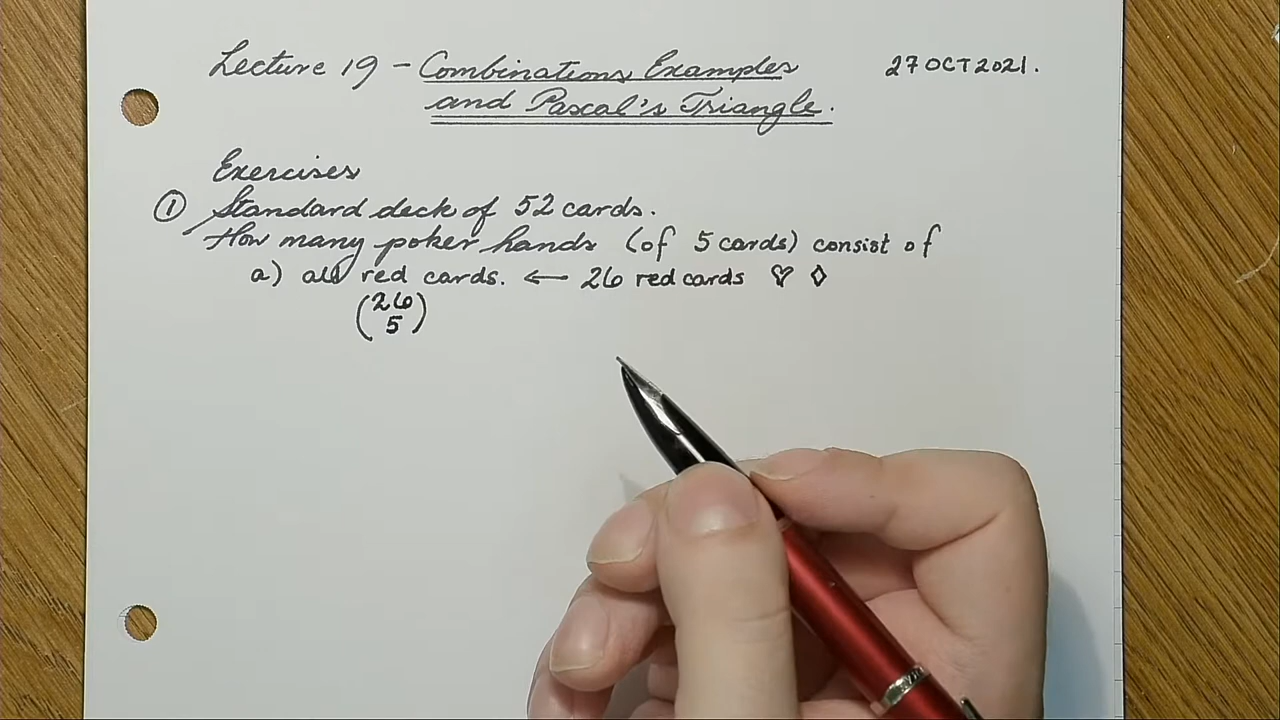 Lecture 19 - Combinations Examples
and Pascal's Triangle.
27 OCT 2021.
Exercises
① Standard deck of 52 cards.
How many poker hands (of 5 cards) consist of
a) all red cards. ← 26 red cards ♡ ◇
(26
5)